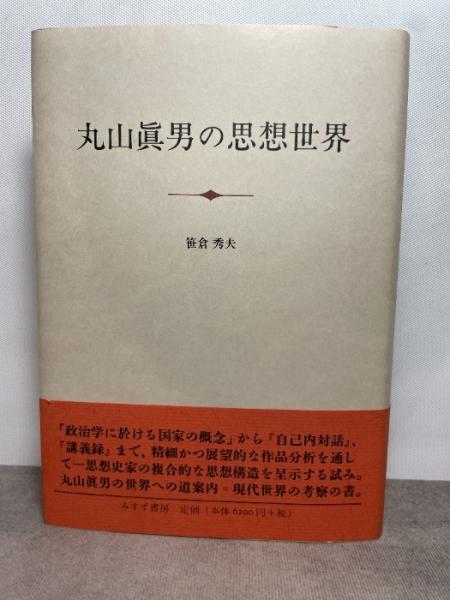 丸山眞男の思想世界
笹倉 秀夫
「政治学に於ける国家の概念」から『自己内対話』、
『講義録』まで、精細かつ展望的な作品分析を通し
て一思想史家の複合的な思想構造を呈示する試み。
丸山眞男の世界への道案内＝現代世界の考察の書。
みすず書房 定価（本体6200円+税）